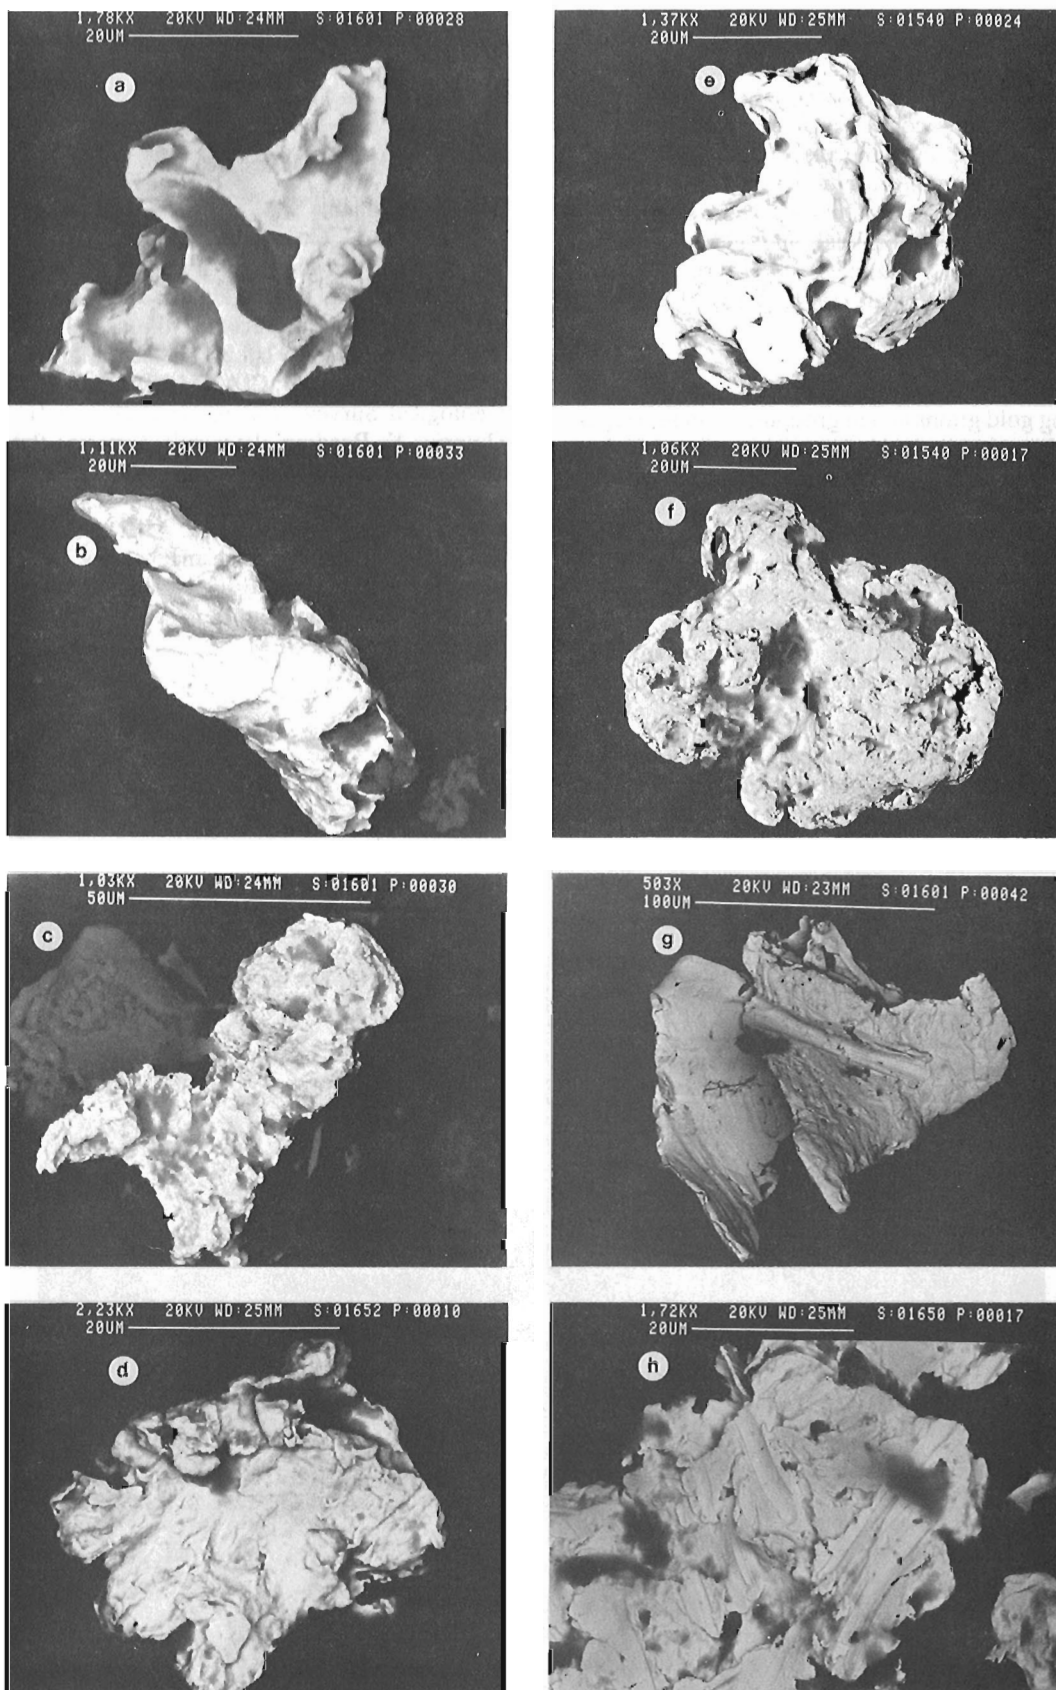 1,78KX 20KV WD:24MM S:01601 P:00028
20UM
a
1,11KX 20KV WD:24MM S:01601 P:00033
20UM
b
1,03KX 20KV WD:24MM S:01601 P:00030
50UM
c
2,23KX 20KV WD:25MM S:01652 P:00010
20UM
d
1,37KX 20KV WD:25MM S:01540 P:00024
20UM
e
gold
1,06KX 20KV WD:25MM S:01540 P:00017
20UM
f
503X 20KV WD:23MM S:01601 P:00042
100UM
g
1,72KX 20KV WD:25MM S:01650 P:00017
20UM
h